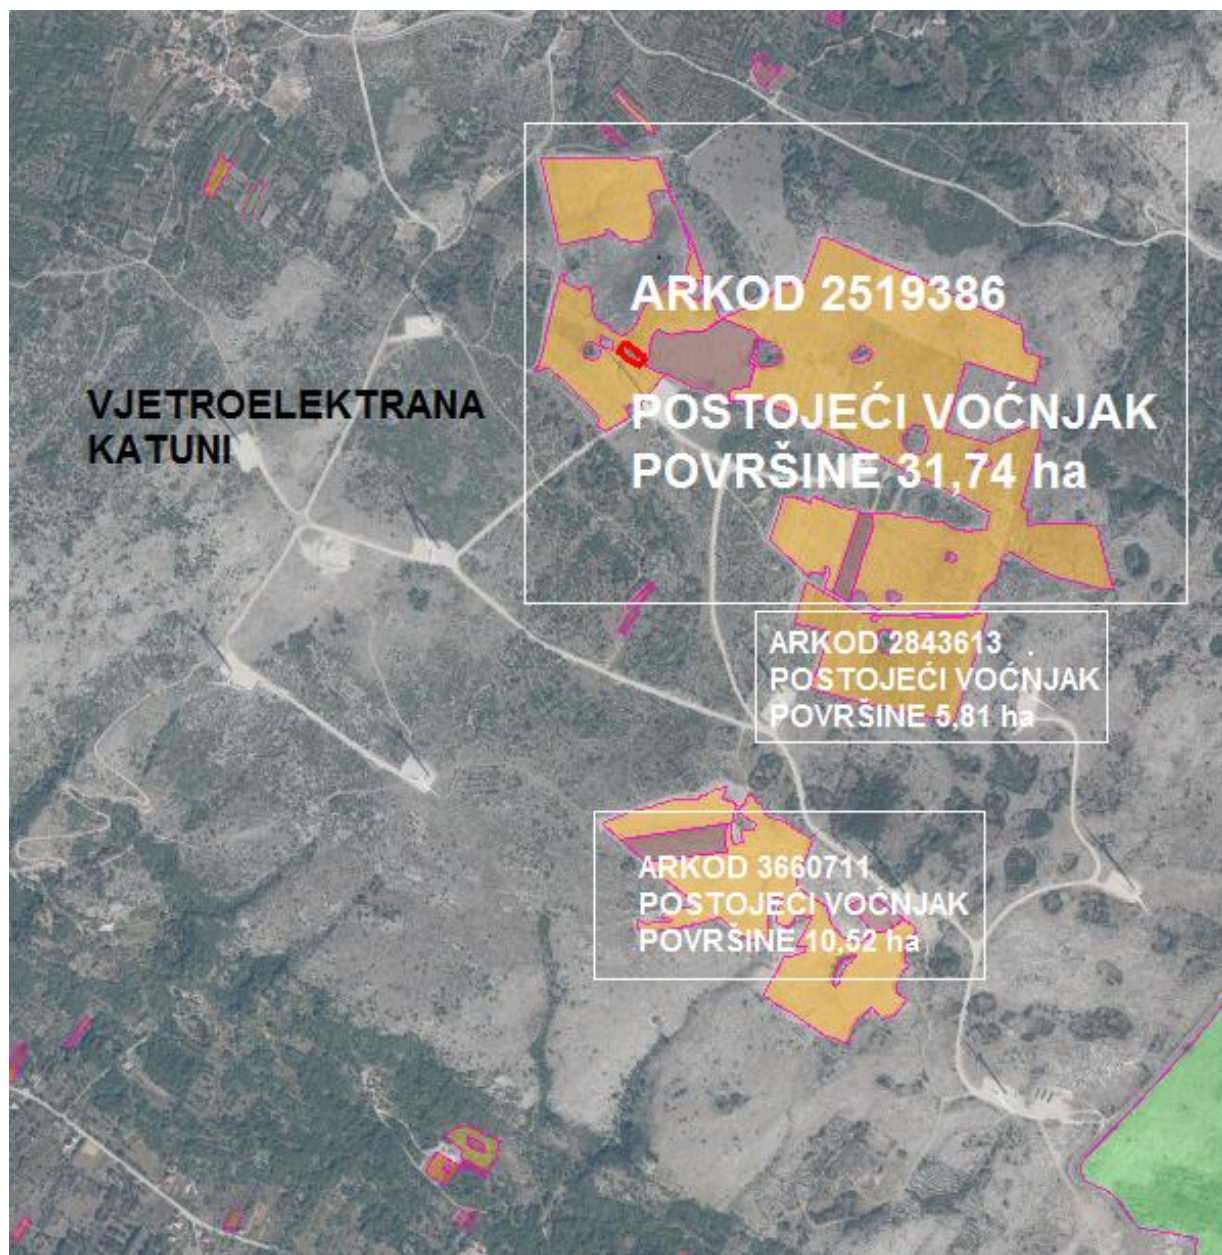 ARKOD 2519386
POSTOJEĆI VOĆNJAK
POVRŠINE 31,74 ha
VJETROELEKTRANA
KATUNI
ARKOD 2843613
POSTOJEĆI VOĆNJAK
POVRŠINE 5,81 ha
ARKOD 3660711
POSTOJEĆI VOĆNJAK
POVRŠINE 10,52 ha